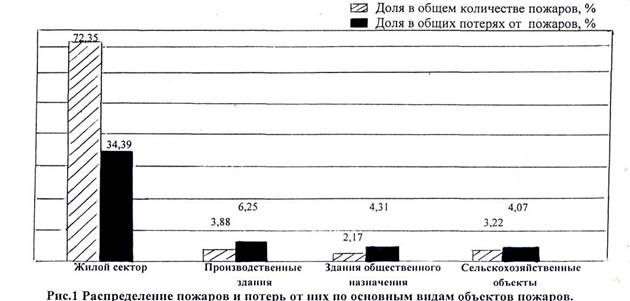 Доля в общем количестве пожаров, %
Доля в общих потерях от пожаров, %
72,35
34,39
3,88
6,25
2,17
4,31
3,22
4,07
Жилой сектор
Производственные
здания
Здания общественного
назначения
Сельскохозяйственные
объекты
Рис.1 Распределение пожаров и потерь от них по основным видам объектов пожаров.